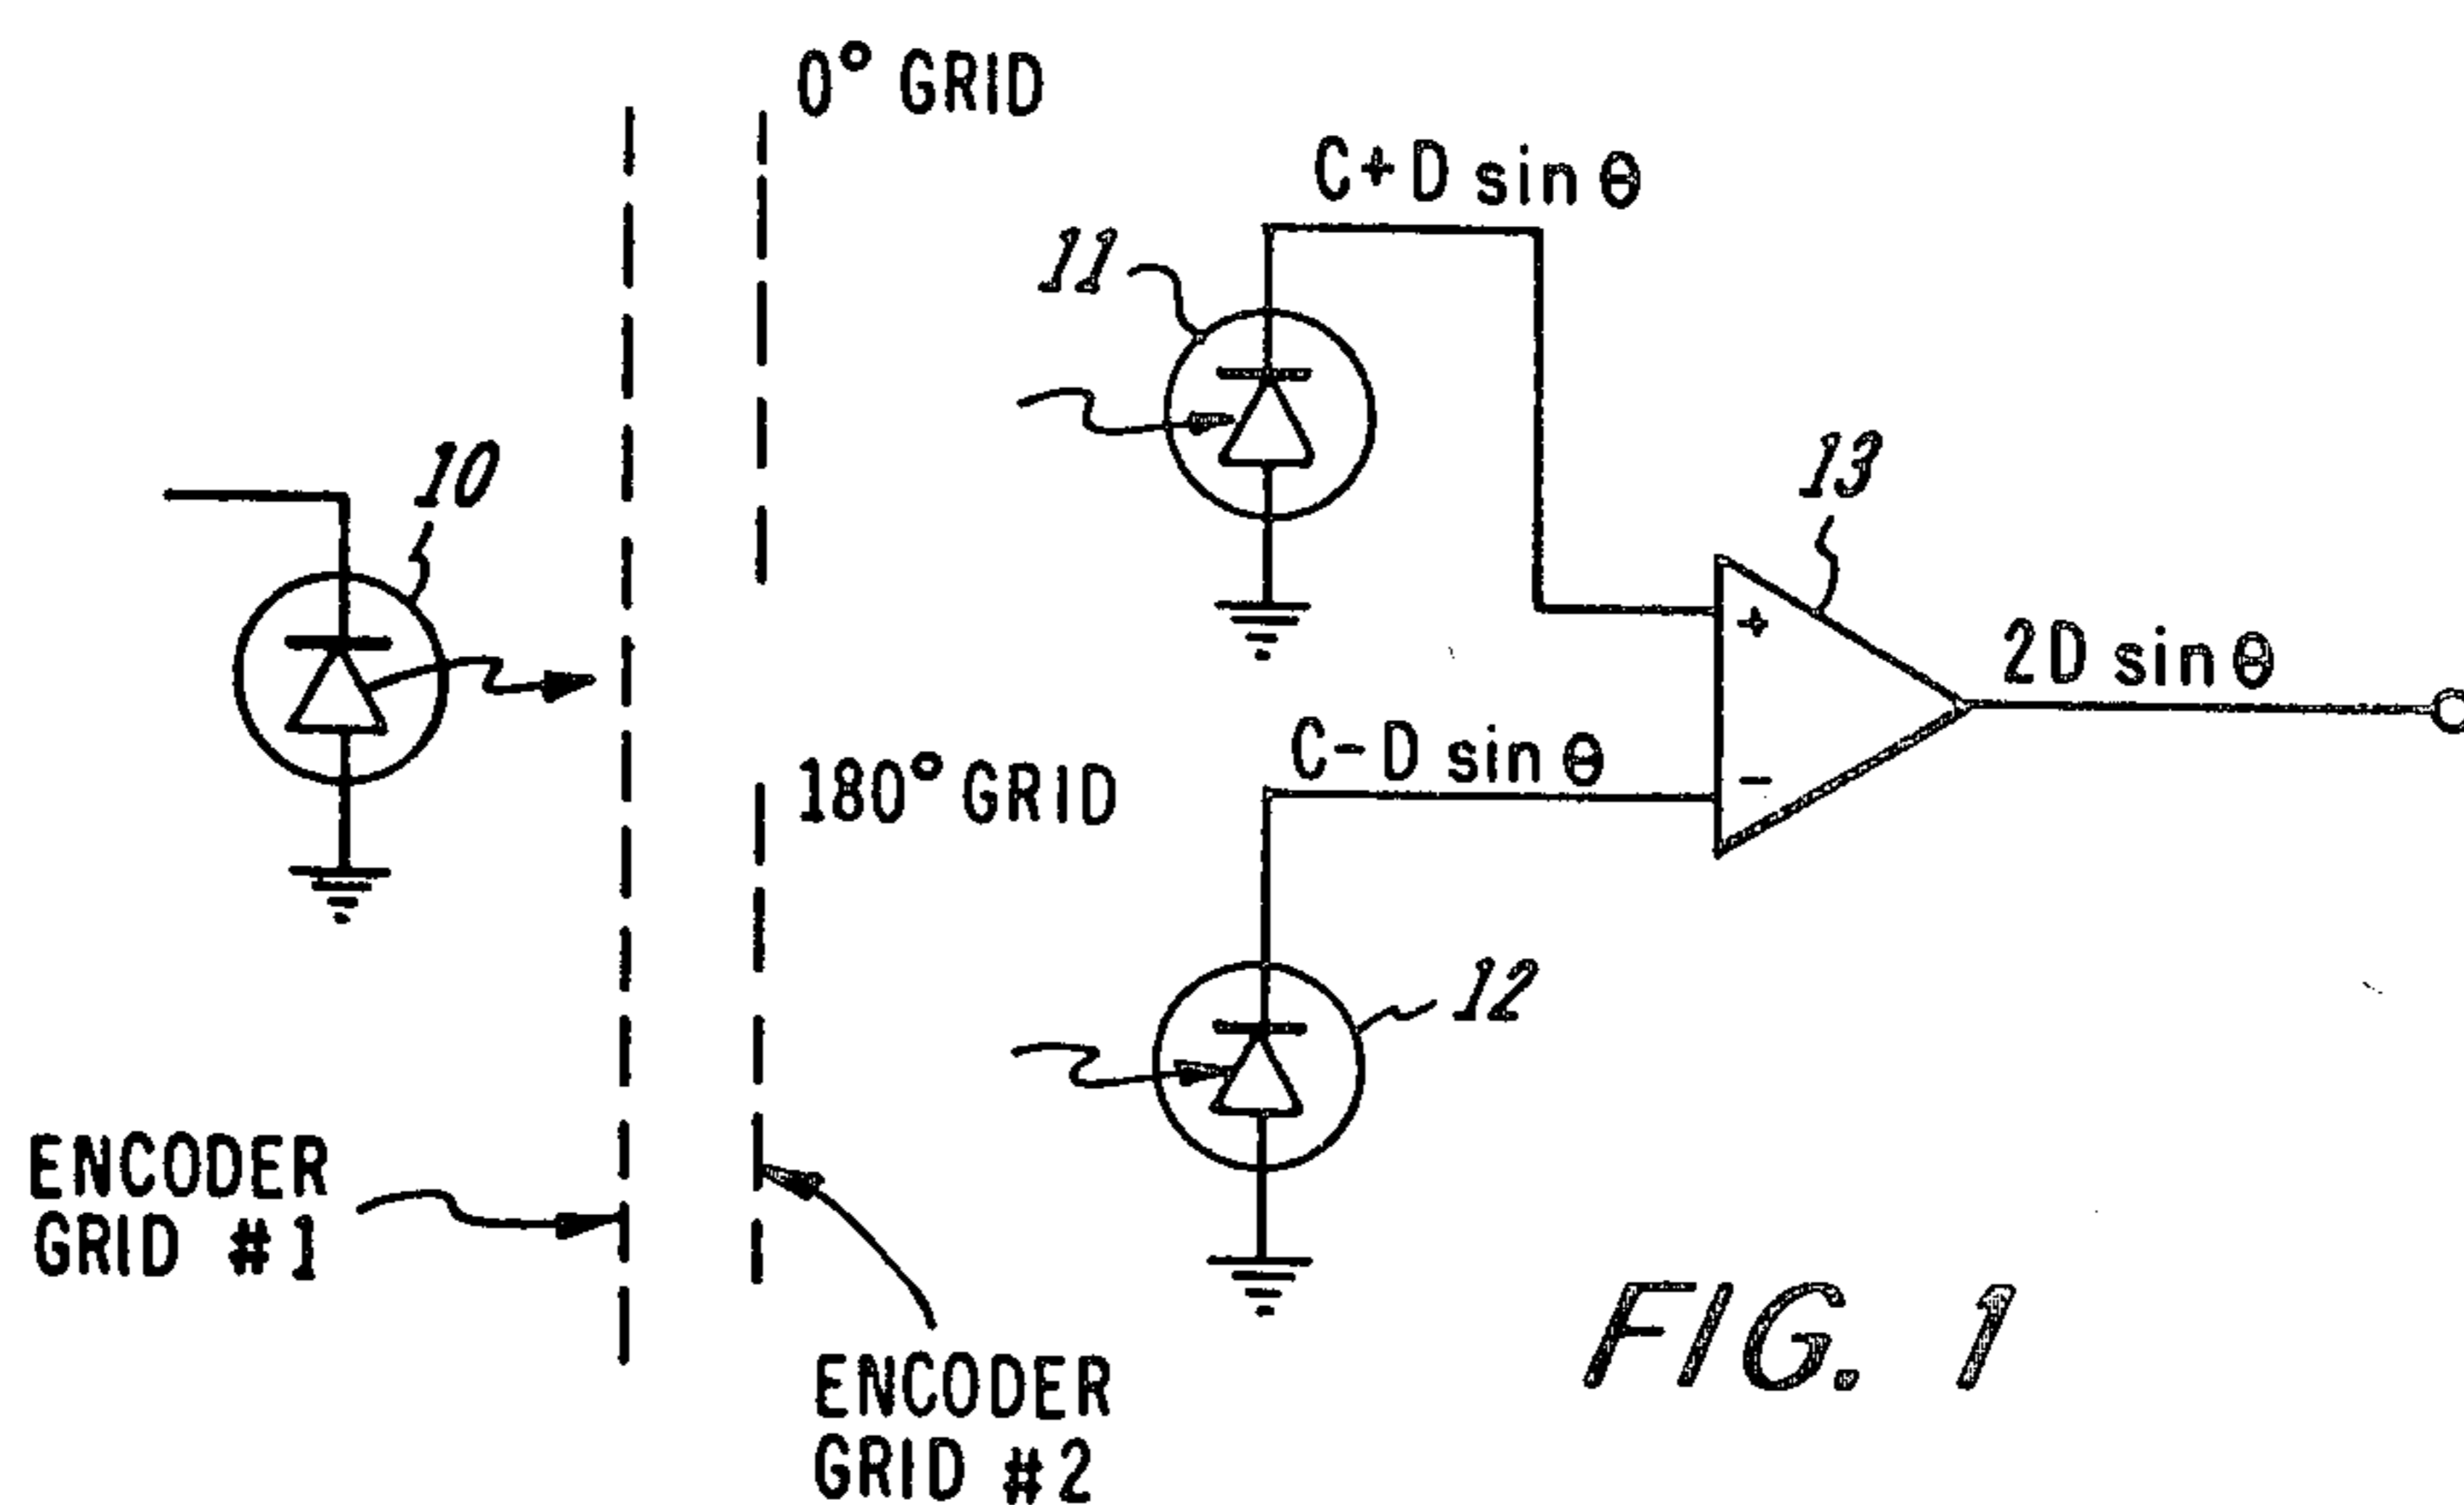 0° GRID
C+D sin θ
11
10
13
+
2D sin θ
C-D sin θ
-
180° GRID
12
ENCODER
GRID #1
ENCODER
GRID #2
FIG. 1